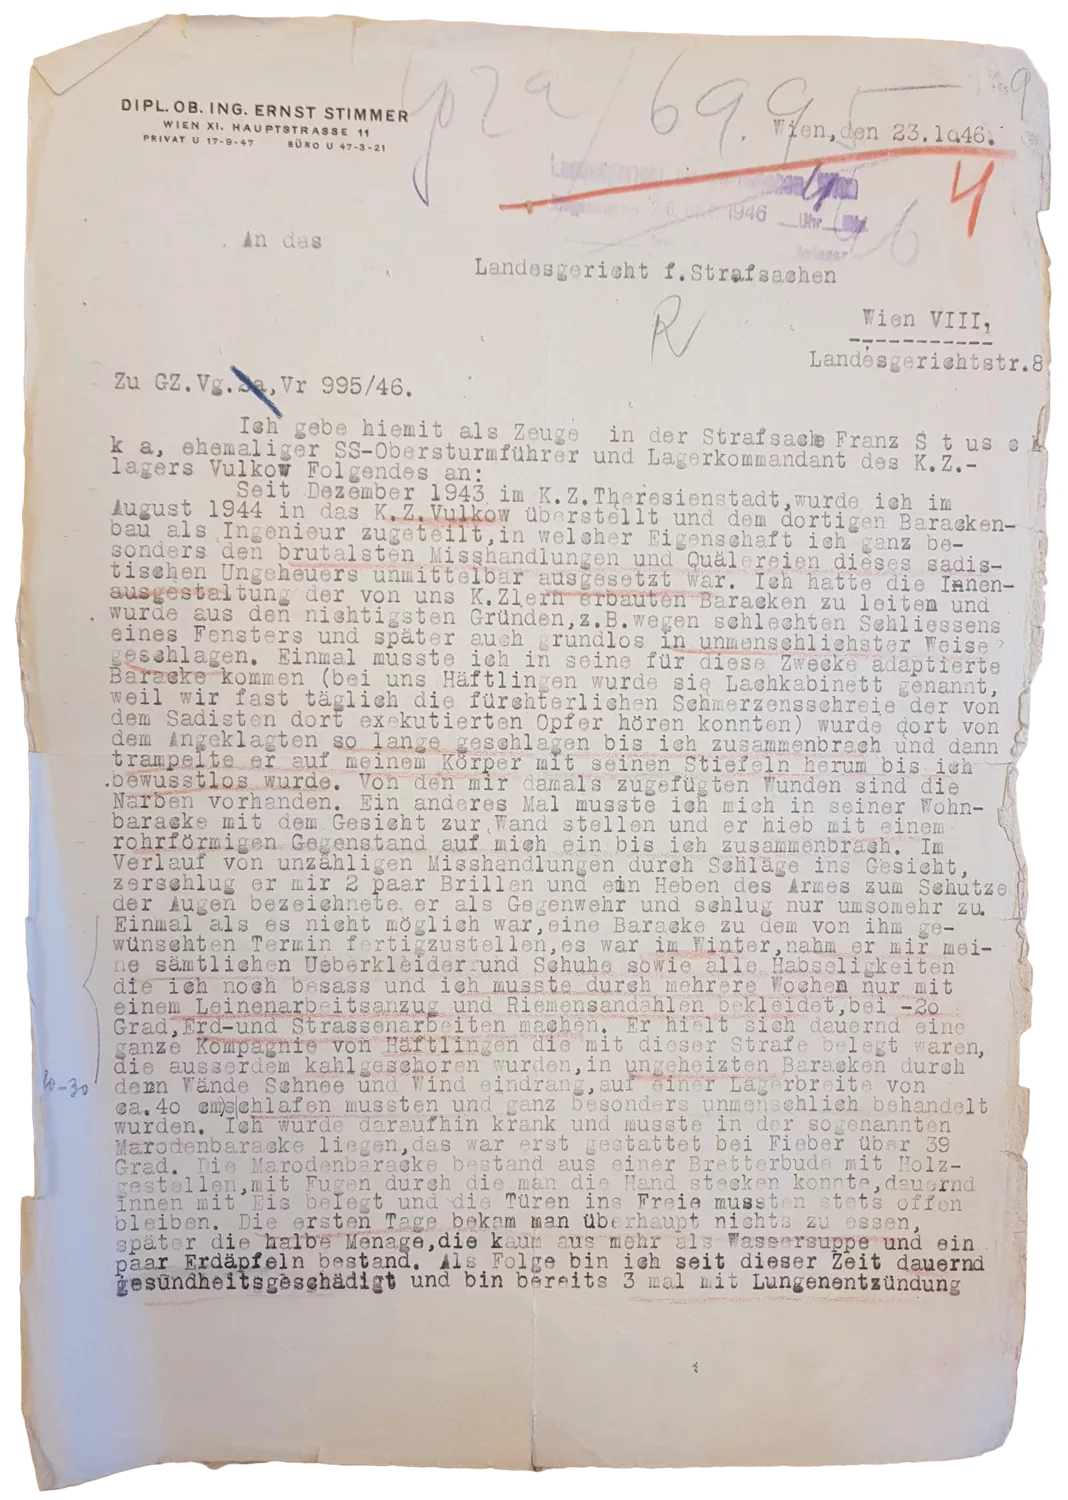 DIPL. OB. ING. ERNST STIMMER
WIEN XI. HAUPTSTRASSE 11
PRIVAT U 17-9-47 BÜRO U 47-3-21
Wien, den 23.1o.46.
4
1946 Uhr
An das
Landesgericht f. Strafsachen
R
Wien VIII,
Landesgerichtstr.8
Zu GZ.Vg. Vr 995/46.
Ich gebe hiemit als Zeuge in der Strafsache Franz S t u s c h
k a, ehemaliger SS-Obersturmführer und Lagerkommandant des K.Z.-
lagers Vulkow Folgendes an:
Seit Dezember 1943 im K.Z.Theresienstadt,wurde ich im
August 1944 in das K.Z.Vulkow überstellt und dem dortigen Baracken-
bau als Ingenieur zugeteilt,in welcher Eigenschaft ich ganz be-
sonders den brutalsten Misshandlungen und Quälereien dieses sadis-
tischen Ungeheuers unmittelbar ausgesetzt war. Ich hatte die Innen-
ausgestaltung der von uns K.Zlern erbauten Baracken zu leiten und
wurde aus den nichtigsten Gründen,z.B.wegen schlechten Schliessens
eines Fensters und später auch grundlos in unmenschlichster Weise
geschlagen. Einmal musste ich in seine für diese Zwecke adaptierte
Baracke kommen (bei uns Häftlingen wurde sie Lachkabinett genannt,
weil wir fast täglich die fürchterlichen Schmerzensschreie der von
dem Sadisten dort exekutierten Opfer hören konnten) wurde dort von
dem Angeklagten so lange geschlagen bis ich zusammenbrach und dann
trampelte er auf meinem Körper mit seinen Stiefeln herum bis ich
bewusstlos wurde. Von den mir damals zugefügten Wunden sind die
Narben vorhanden. Ein anderes Mal musste ich mich in seiner Wohn-
baracke mit dem Gesicht zur Wand stellen und er hieb mit einem
rohrförmigen Gegenstand auf mich ein bis ich zusammenbrach. Im
Verlauf von unzähligen Misshandlungen durch Schläge ins Gesicht,
zerschlug er mir 2 paar Brillen und ein Heben des Armes zum Schutze
der Augen bezeichnete er als Gegenwehr und schlug nur umsomehr zu.
Einmal als es nicht möglich war,eine Baracke zu dem von ihm ge-
wünschten Termin fertigzustellen,es war im Winter,nahm er mir mei-
ne sämtlichen Ueberkleider und Schuhe sowie alle Habseligkeiten
die ich noch besass und ich musste durch mehrere Wochen nur mit
einem Leinenarbeitsanzug und Riemensandahlen bekleidet,bei -2o
Grad,Erd-und Strassenarbeiten machen. Er hielt sich dauernd eine
ganze Kompagnie von Häftlingen die mit dieser Strafe belegt waren,
die ausserdem kahlgeschoren wurden,in ungeheizten Baracken durch
denn Wände Schnee und Wind eindrang,auf einer Lagerbreite von
ca.4o cm)schlafen mussten und ganz besonders unmenschlich behandelt
wurden. Ich wurde daraufhin krank und musste in der sogenannten
Marodenbaracke liegen,das war erst gestattet bei Fieber über 39
Grad. Die Marodenbaracke bestand aus einer Bretterbude mit Holz-
gestellen,mit Fugen durch die man die Hand stecken konnte,dauernd
innen mit Eis belegt und die Türen ins Freie mussten stets offen
bleiben. Die ersten Tage bekam man überhaupt nichts zu essen,
später die halbe Menage,die kaum aus mehr als Wassersuppe und ein
paar Erdäpfeln bestand. Als Folge bin ich seit dieser Zeit dauernd
gesundheitsgeschädigt und bin bereits 3 mal mit Lungenentzündung